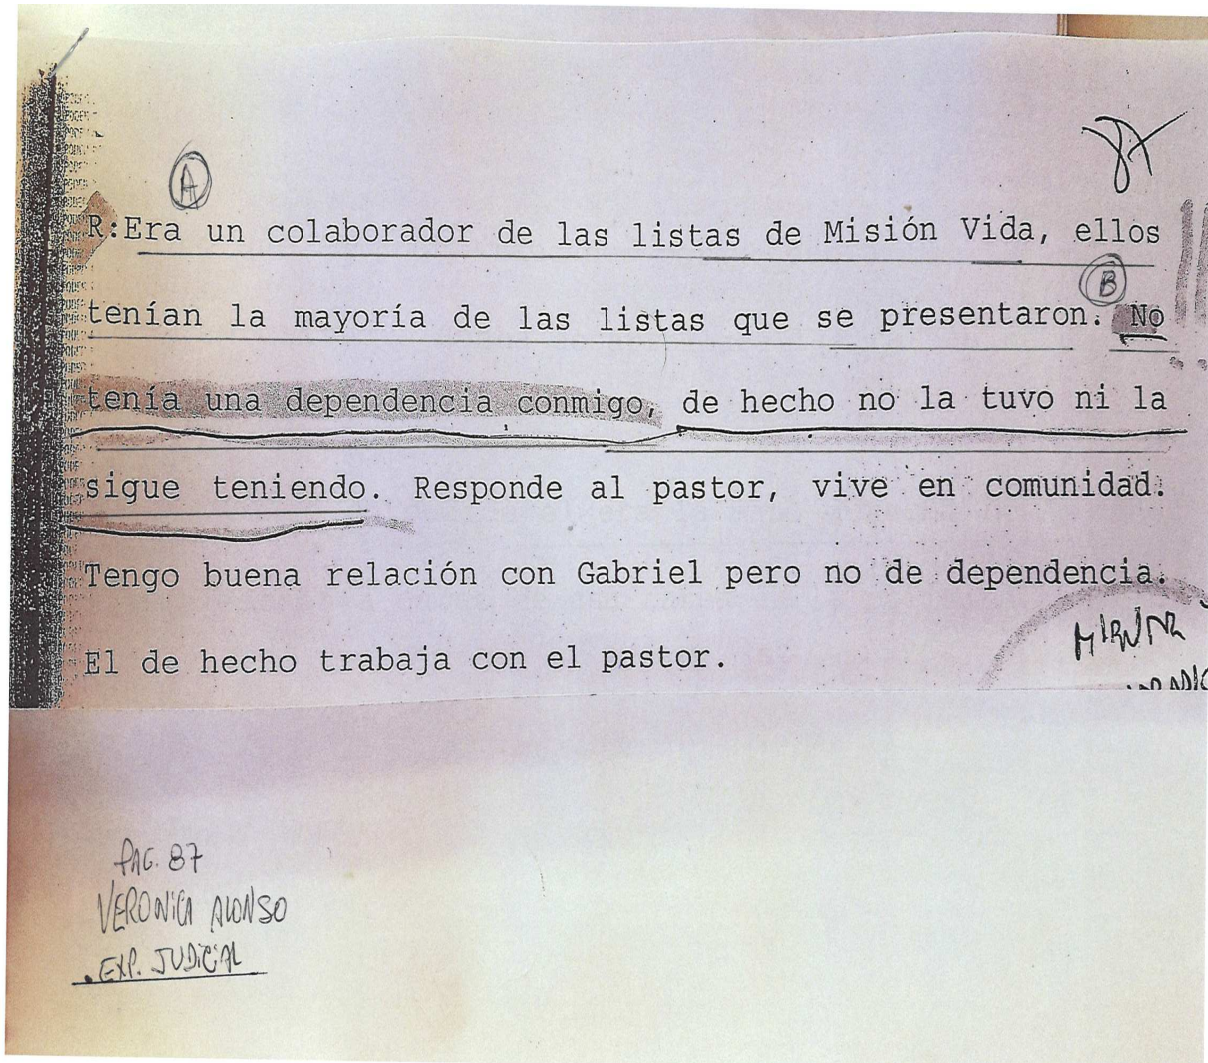 A
87
R:Era un colaborador de las listas de Misión Vida, ellos
B
tenían la mayoría de las listas que se presentaron. No
tenía una dependencia conmigo, de hecho no la tuvo ni la
sigue teniendo. Responde al pastor, vive en comunidad.
Tengo buena relación con Gabriel pero no de dependencia.
El de hecho trabaja con el pastor.
PAG. 87
VERONICA ALONSO
EXP. JUDICIAL